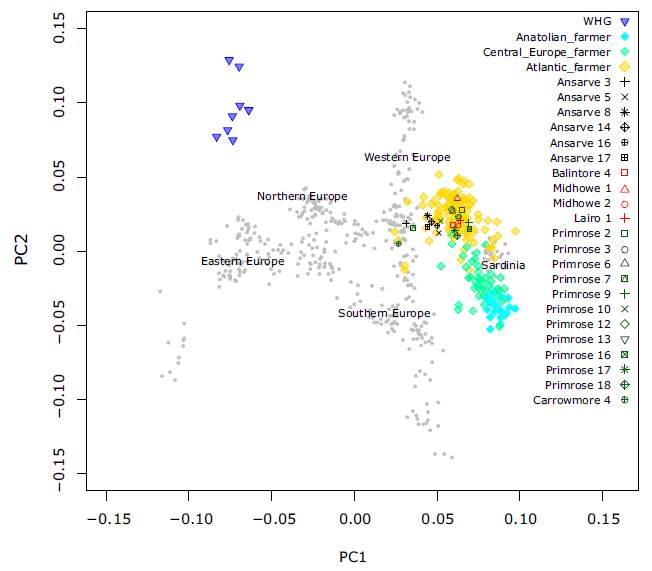 WHG
Anatolian_farmer
Central_Europe_farmer
Atlantic_farmer
Ansarve 3
Ansarve 5
Ansarve 8
Ansarve 14
Ansarve 16
Ansarve 17
Balintore 4
Midhowe 1
Midhowe 2
Lairo 1
Primrose 2
Primrose 3
Primrose 6
Primrose 7
Primrose 9
Primrose 10
Primrose 12
Primrose 13
Primrose 16
Primrose 17
Primrose 18
Carrowmore 4
Western Europe
Northern Europe
Eastern Europe
Sardinia
Southern Europe
PC2
0.15
0.10
0.05
0.00
−0.05
−0.10
−0.15
−0.15
−0.10
−0.05
0.00
0.05
0.10
0.15
PC1